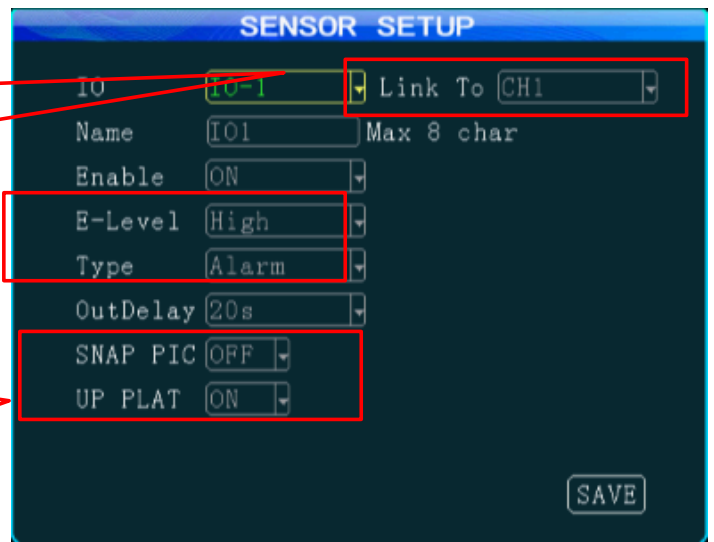 SENSOR SETUP
IO IO-1 Link To CH1
Name IO1 Max 8 char
Enable ON
E-Level High
Type Alarm
OutDelay 20s
SNAP PIC OFF
UP PLAT ON
SAVE